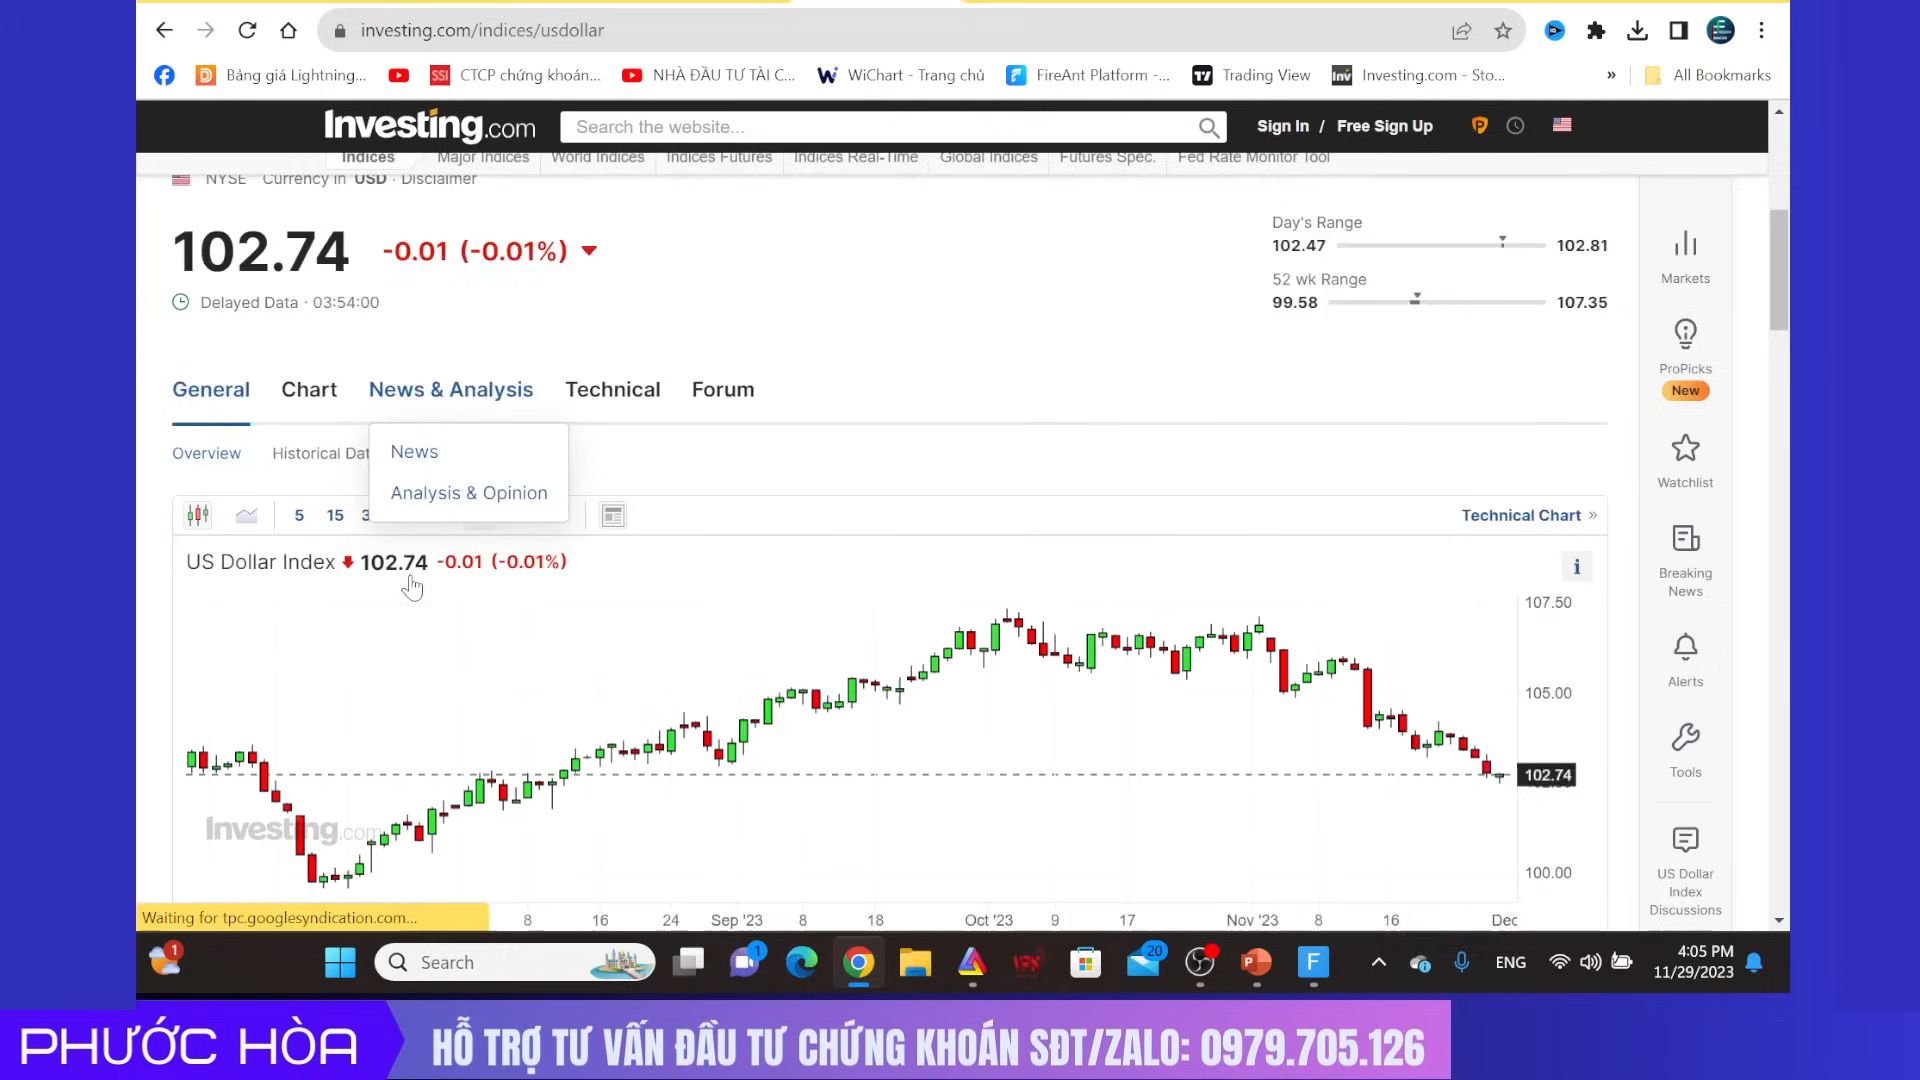 investing.com/indices/usdollar
Bảng giá Lightning...
SSI CTCP chứng khoán...
NHÀ ĐẦU TƯ TÀI C...
WiChart - Trang chủ
FireAnt Platform -...
Trading View
Inv Investing.com - Sto...
» All Bookmarks
Investing.com
Search the website...
Sign In / Free Sign Up
Indices Major Indices World Indices Indices Futures Indices Real-Time Global Indices Futures Spec. Fed Rate Monitor Tool
NYSE Currency in USD · Disclaimer
102.74 -0.01 (-0.01%)
Delayed Data · 03:54:00
Day's Range
102.47 102.81
52 wk Range
99.58 107.35
General Chart News & Analysis Technical Forum
Overview Historical Dat
News
Analysis & Opinion
5 15 3
Technical Chart »
US Dollar Index 102.74 -0.01 (-0.01%)
i
107.50
105.00
102.74
100.00
Investing.com
8 16 24 Sep '23 8 18 Oct '23 9 17 Nov '23 8 16 Dec
Markets
ProPicks
New
Watchlist
Breaking
News
Alerts
Tools
US Dollar
Index
Discussions
Waiting for tpc.googlesyndication.com...
1
Search
1
VPS
20
P
F
ENG
4:05 PM
11/29/2023
PHƯỚC HÒA
HỖ TRỢ TƯ VẤN ĐẦU TƯ CHỨNG KHOÁN SĐT/ZALO: 0979.705.126